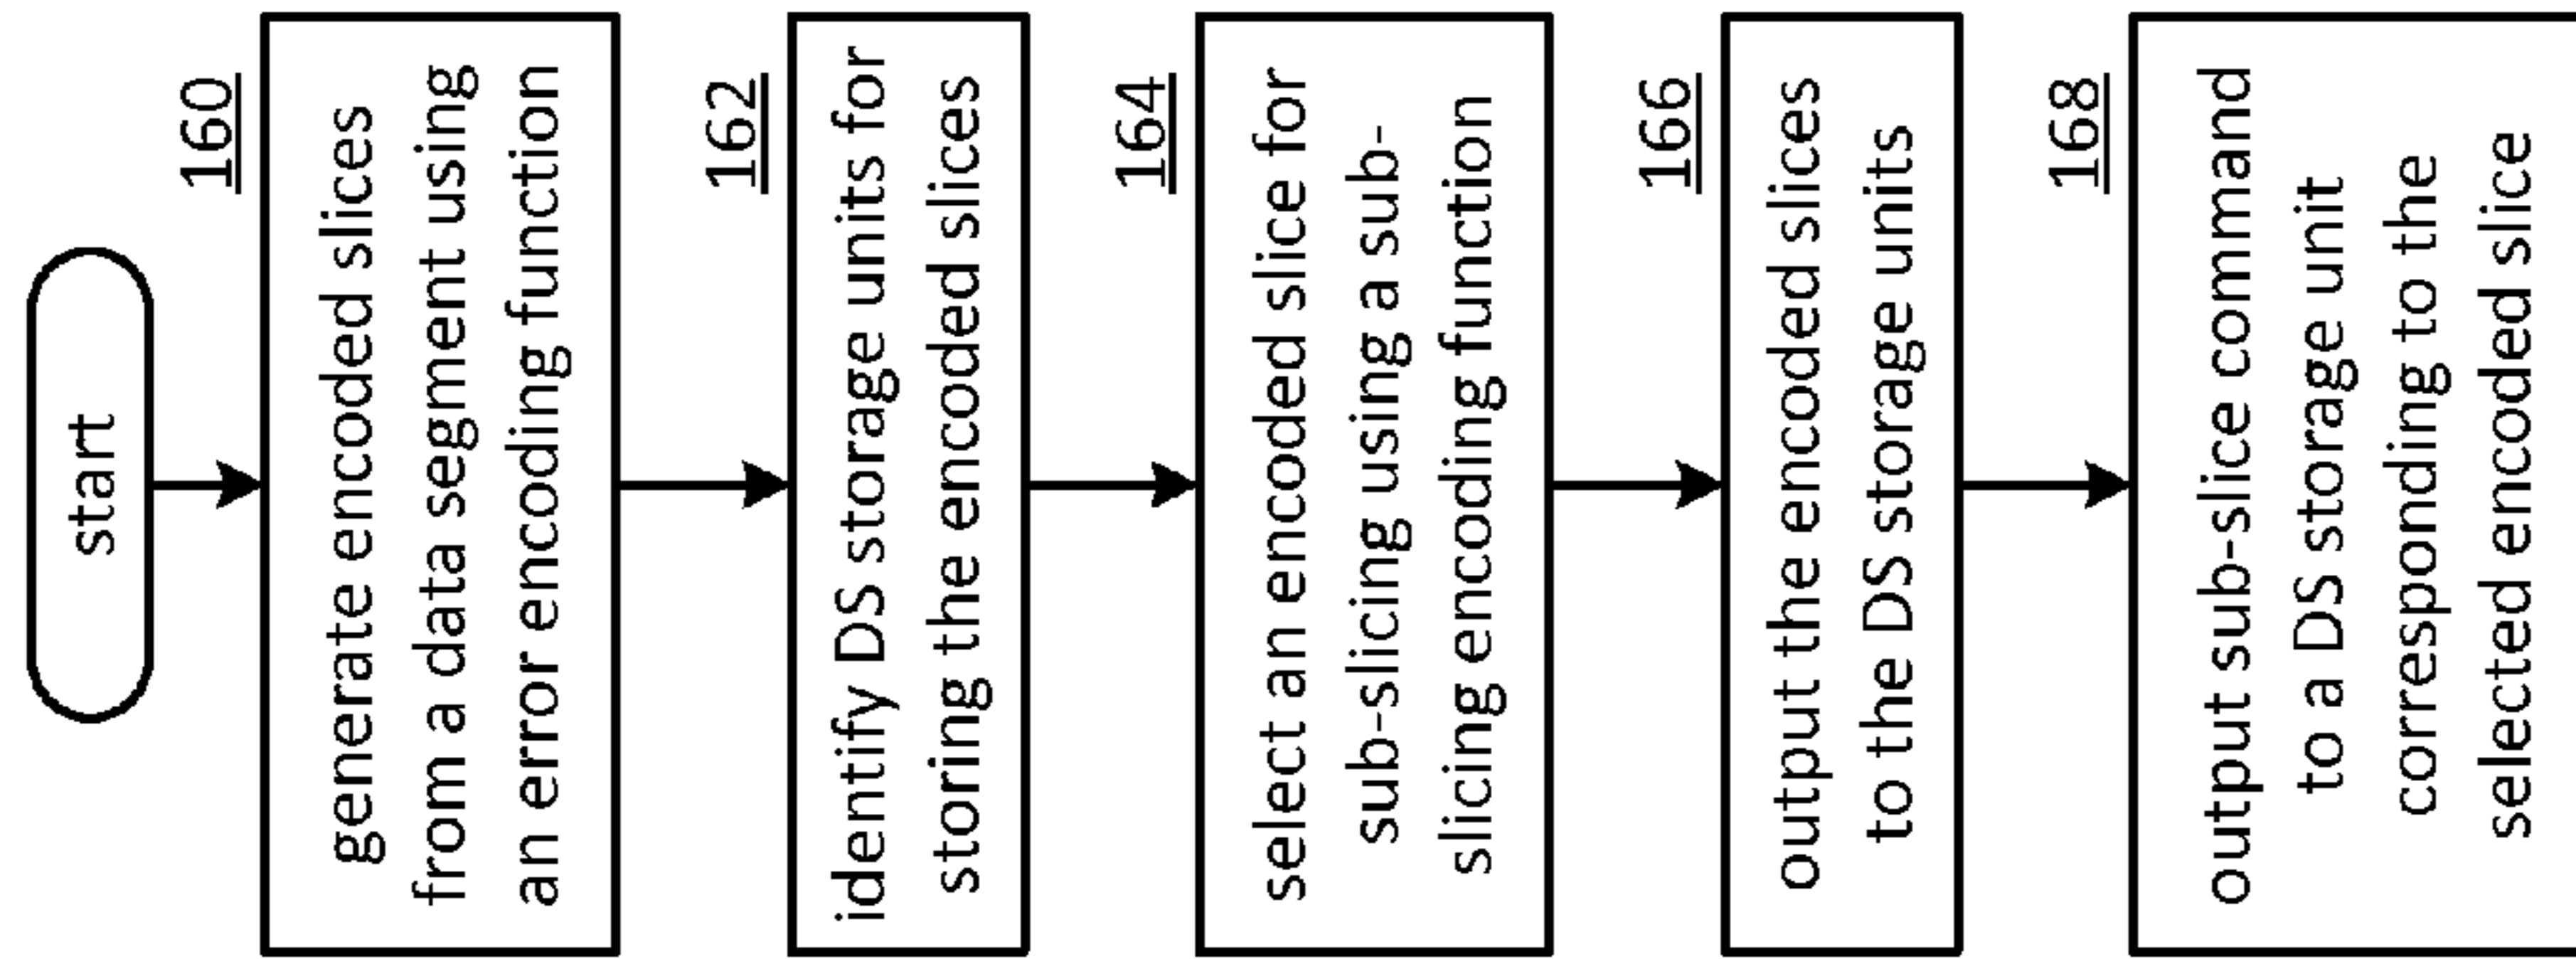 start
160
generate encoded slices
from a data segment using
an error encoding function
162
identify DS storage units for
storing the encoded slices
164
select an encoded slice for
sub-slicing using a sub-
slicing encoding function
166
output the encoded slices
to the DS storage units
168
output sub-slice command
to a DS storage unit
corresponding to the
selected encoded slice